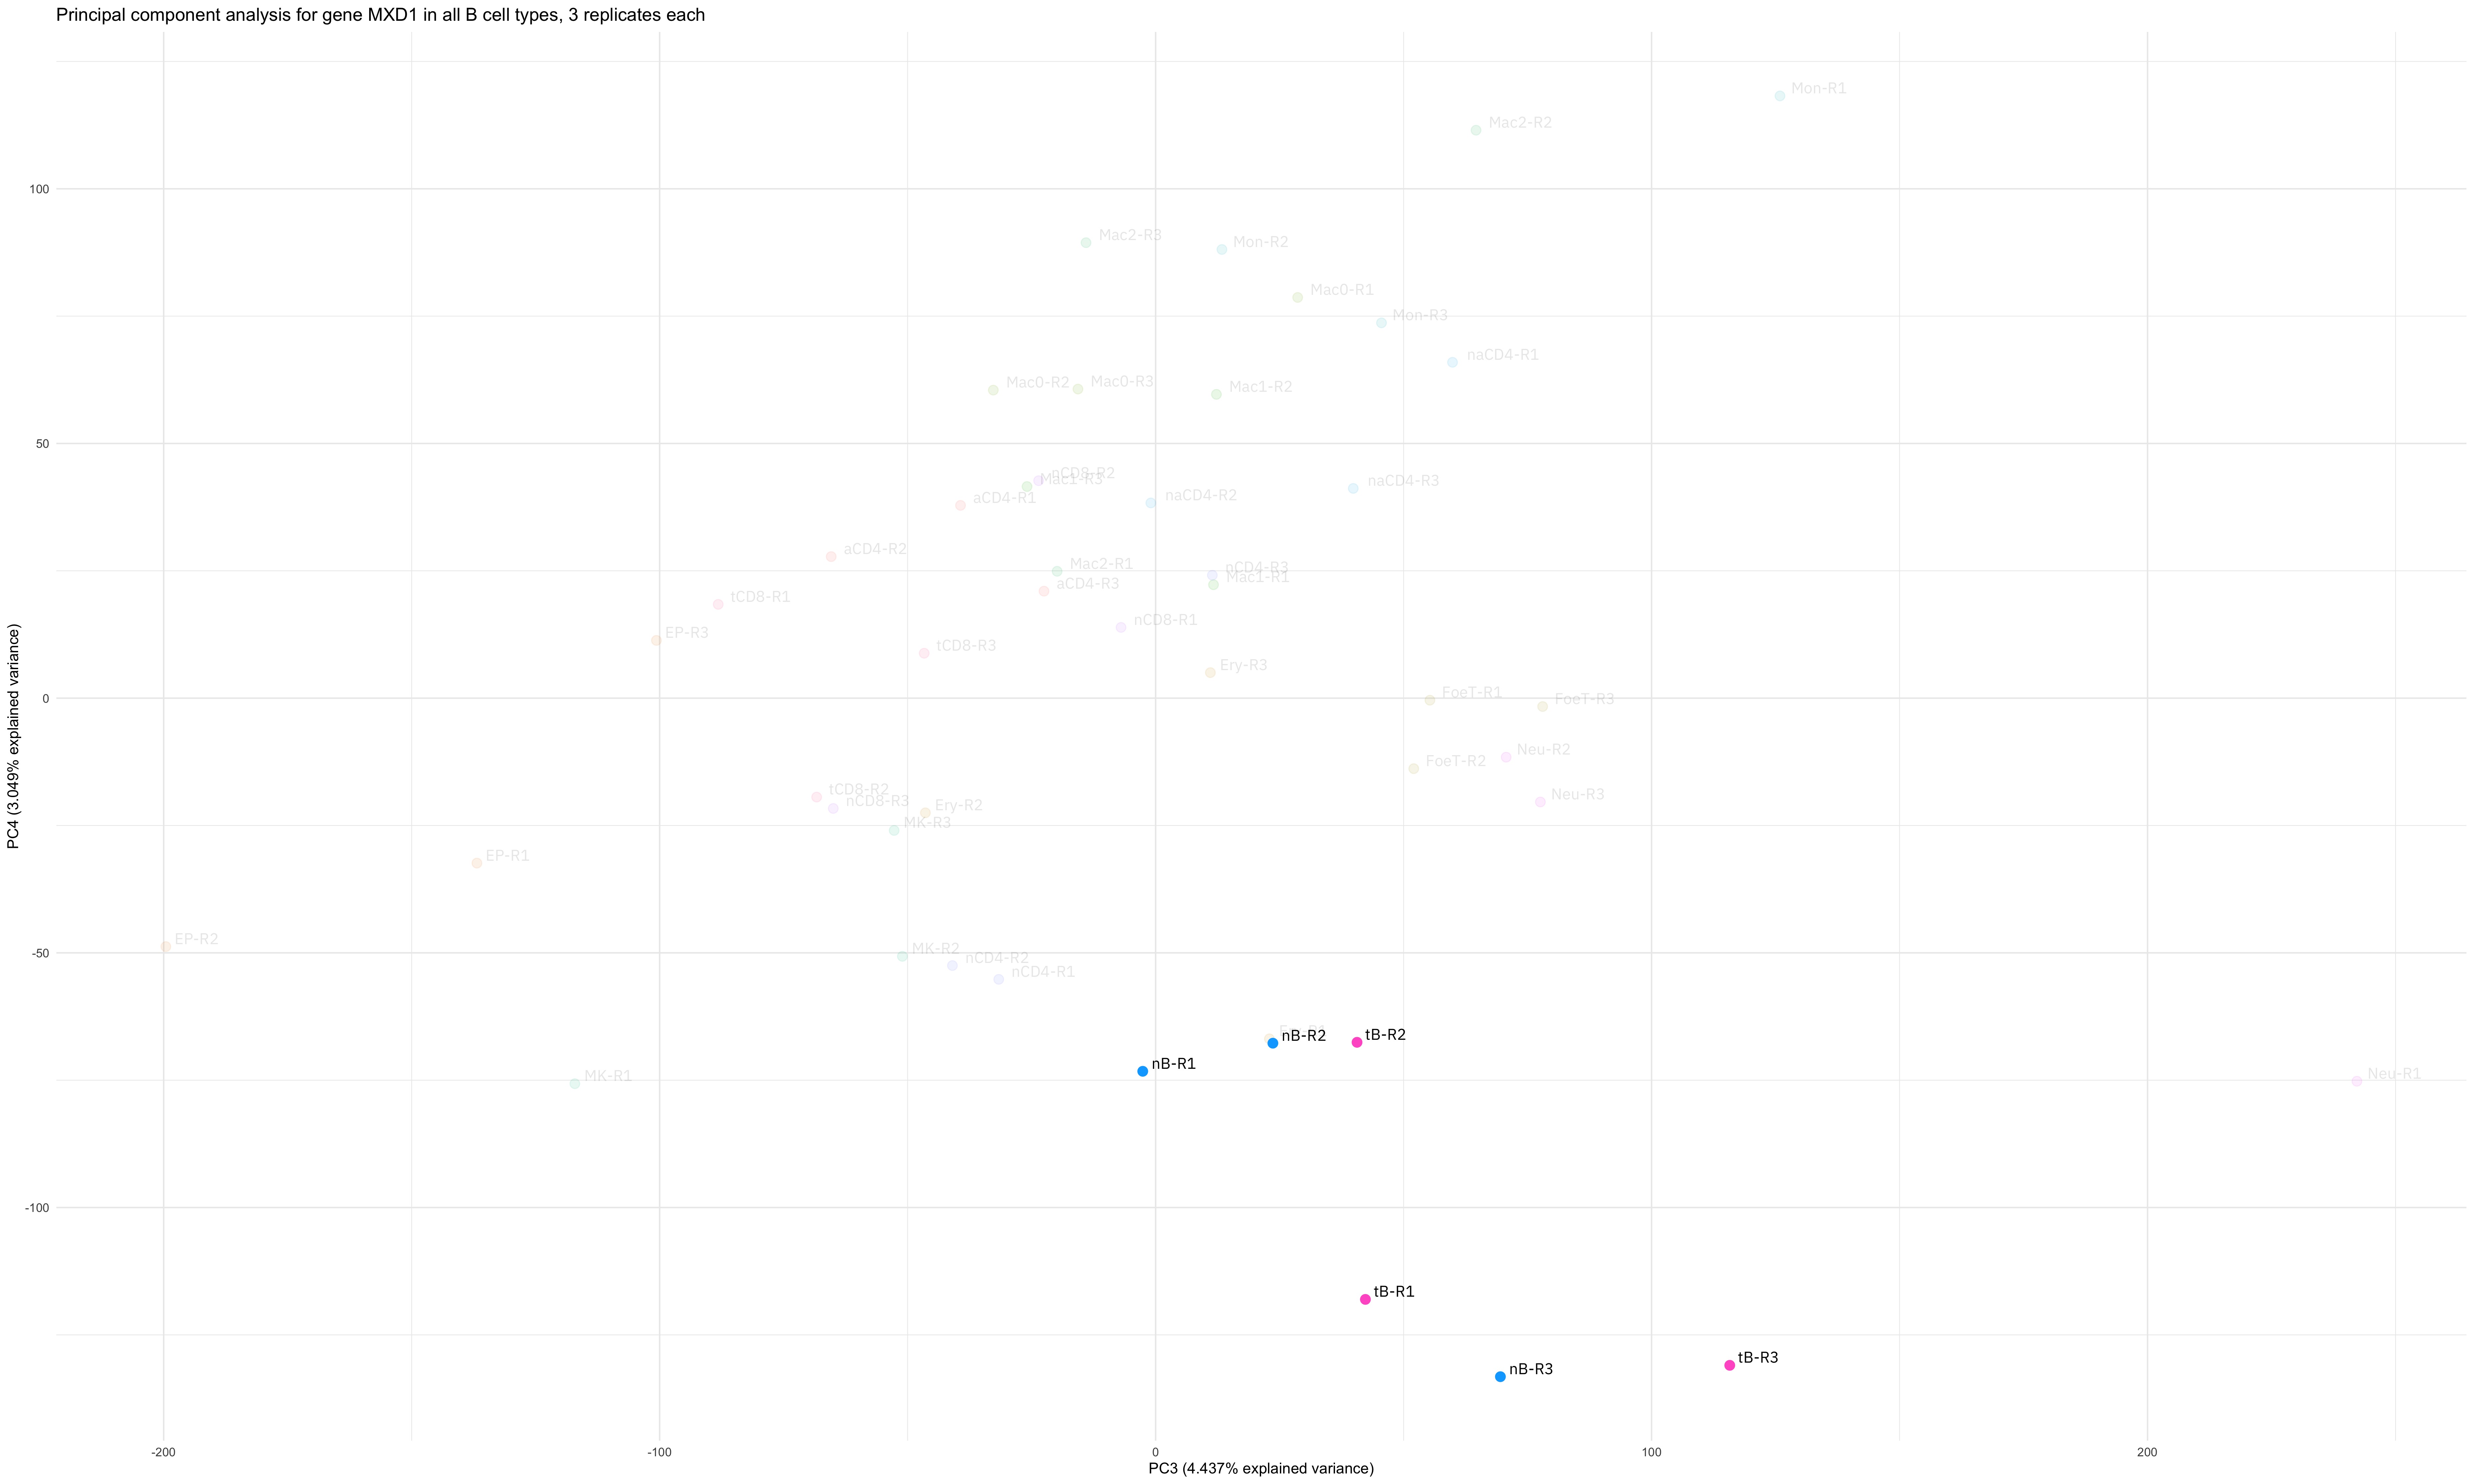 Principal component analysis for gene MXD1 in all B cell types, 3 replicates each
Mon-R1
Mac2-R2
100
Mac2-R3
Mon-R2
Mac0-R1
Mon-R3
naCD4-R1
Mac0-R2
Mac0-R3
Mac1-R2
50
nCD8-R2
Mac1-R3
naCD4-R3
aCD4-R1
naCD4-R2
aCD4-R2
Mac2-R1
nCD4-R3
Mac1-R1
aCD4-R3
tCD8-R1
EP-R3
nCD8-R1
tCD8-R3
Ery-R3
0
FoeT-R1
FoeT-R3
Neu-R2
FoeT-R2
tCD8-R2
Neu-R3
nCD8-R3
Ery-R2
MK-R3
EP-R1
EP-R2
-50
MK-R2
nCD4-R2
nCD4-R1
nB-R2
tB-R2
nB-R1
MK-R1
Neu-R1
-100
tB-R1
tB-R3
nB-R3
-200
-100
0
100
200
PC3 (4.437% explained variance)
PC4 (3.049% explained variance)